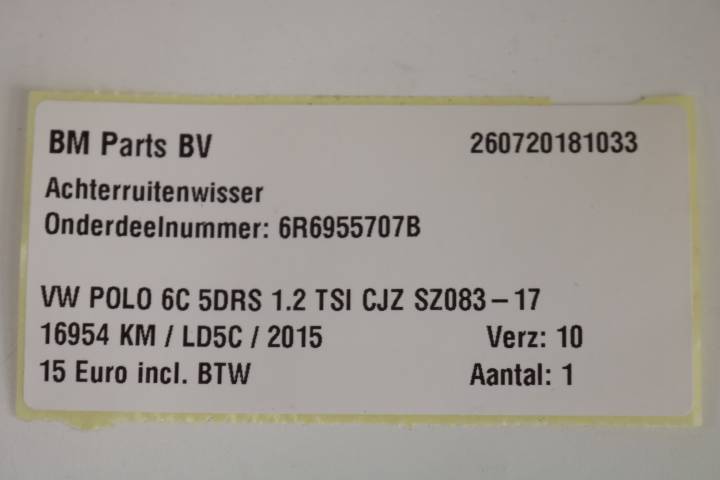 BM Parts BV 260720181033
Achterruitenwisser
Onderdeelnummer: 6R6955707B
VW POLO 6C 5DRS 1.2 TSI CJZ SZ083-17
16954 KM / LD5C / 2015 Verz: 10
15 Euro incl. BTW Aantal: 1